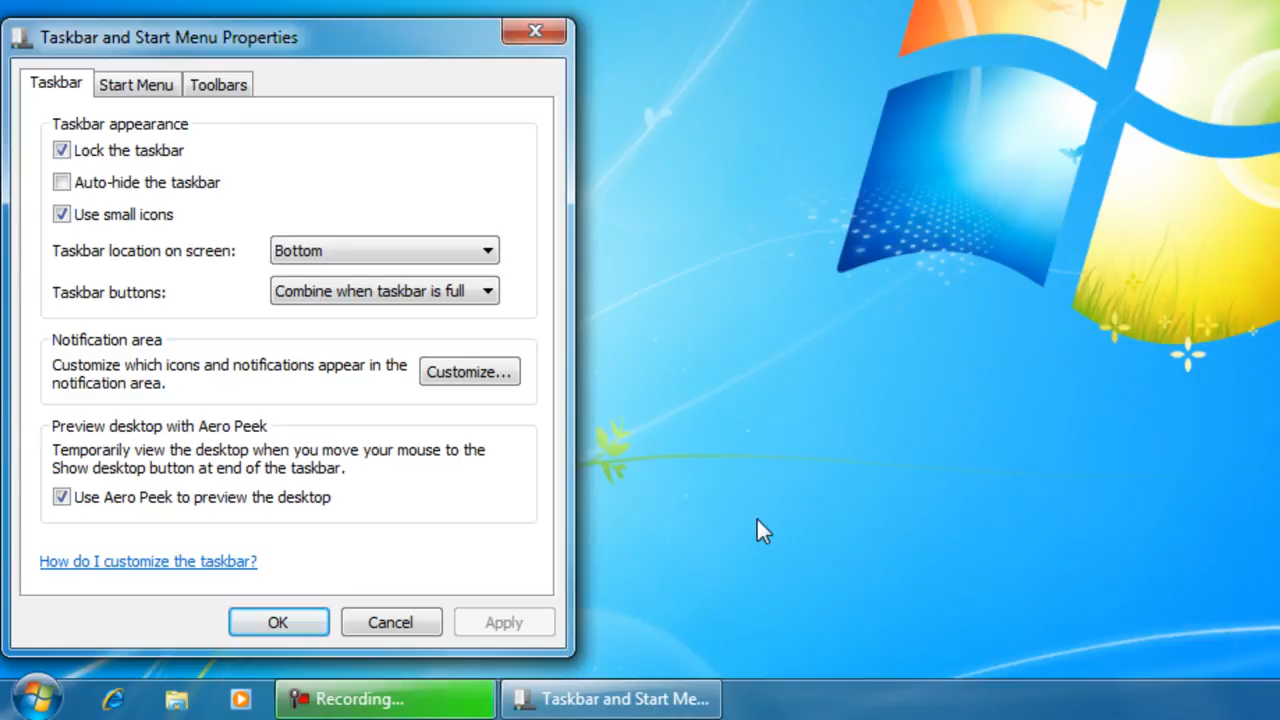 Taskbar and Start Menu Properties
Taskbar
Start Menu
Toolbars
Taskbar appearance
Lock the taskbar
Auto-hide the taskbar
Use small icons
Taskbar location on screen:
Bottom
Taskbar buttons:
Combine when taskbar is full
Notification area
Customize which icons and notifications appear in the
notification area.
Customize...
Preview desktop with Aero Peek
Temporarily view the desktop when you move your mouse to the
Show desktop button at end of the taskbar.
Use Aero Peek to preview the desktop
How do I customize the taskbar?
OK
Cancel
Apply
Recording...
Taskbar and Start Me...